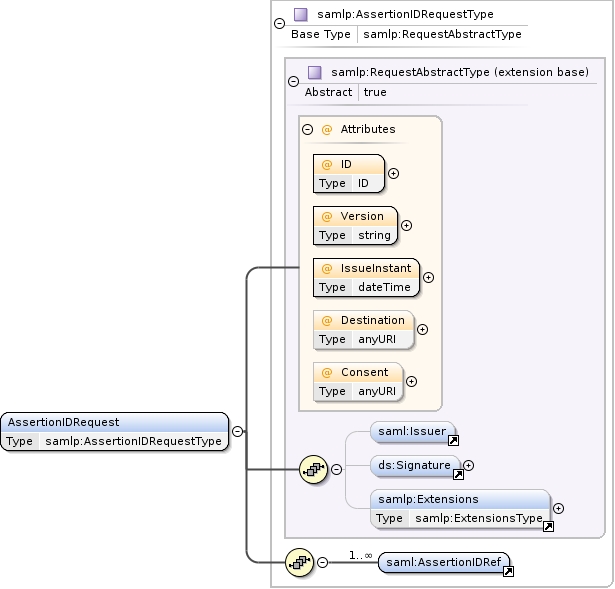 samlp:AssertionIDRequestType
Base Type samlp:RequestAbstractType
samlp:RequestAbstractType (extension base)
Abstract true
@ Attributes
@ ID
Type ID
@ Version
Type string
@ IssueInstant
Type dateTime
@ Destination
Type anyURI
@ Consent
Type anyURI
AssertionIDRequest
Type samlp:AssertionIDRequestType
saml:Issuer
ds:Signature
samlp:Extensions
Type samlp:ExtensionsType
1..∞
saml:AssertionIDRef